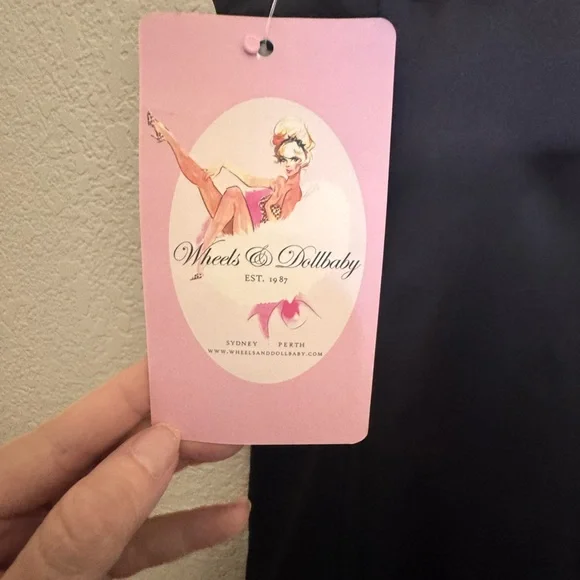 Wheels & Dollbaby
EST. 1987
SYDNEY PERTH
WWW.WHEELSANDDOLLBABY.COM